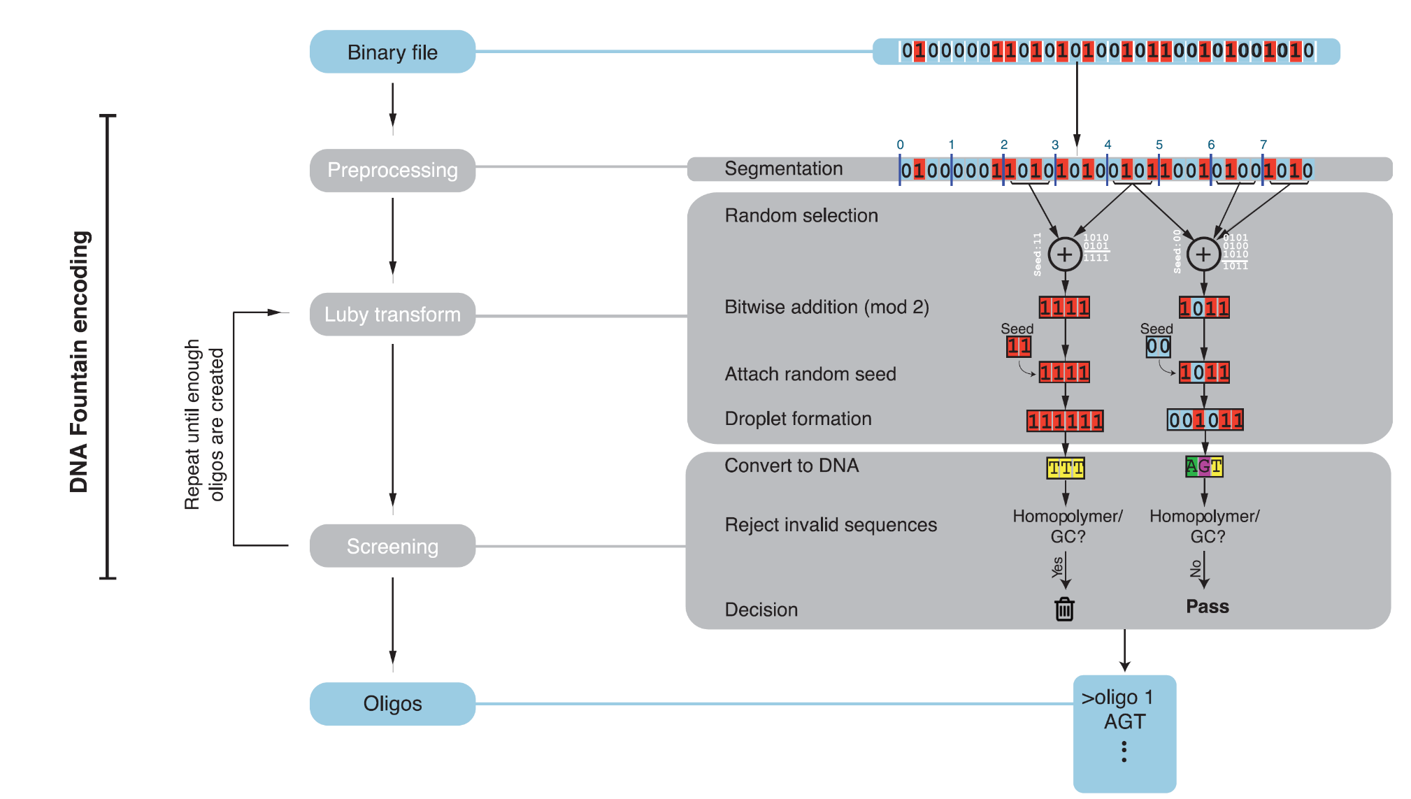 Binary file
01000001101010100101100101001010
0 1 2 3 4 5 6 7
Preprocessing
Segmentation
01000001101010100101100101001010
Random selection
Seed:11
1010
0101
1111
Seed:00
0101
0100
1010
1011
DNA Fountain encoding
Luby transform
Bitwise addition (mod 2)
1111
1011
Seed
11
Seed
00
Attach random seed
1111
1011
Droplet formation
111111
001011
Repeat until enough
oligos are created
Convert to DNA
TTT
AGT
Screening
Reject invalid sequences
Homopolymer/
GC?
Homopolymer/
GC?
Yes
No
Decision
Pass
Oligos
>oligo 1
AGT
⋮